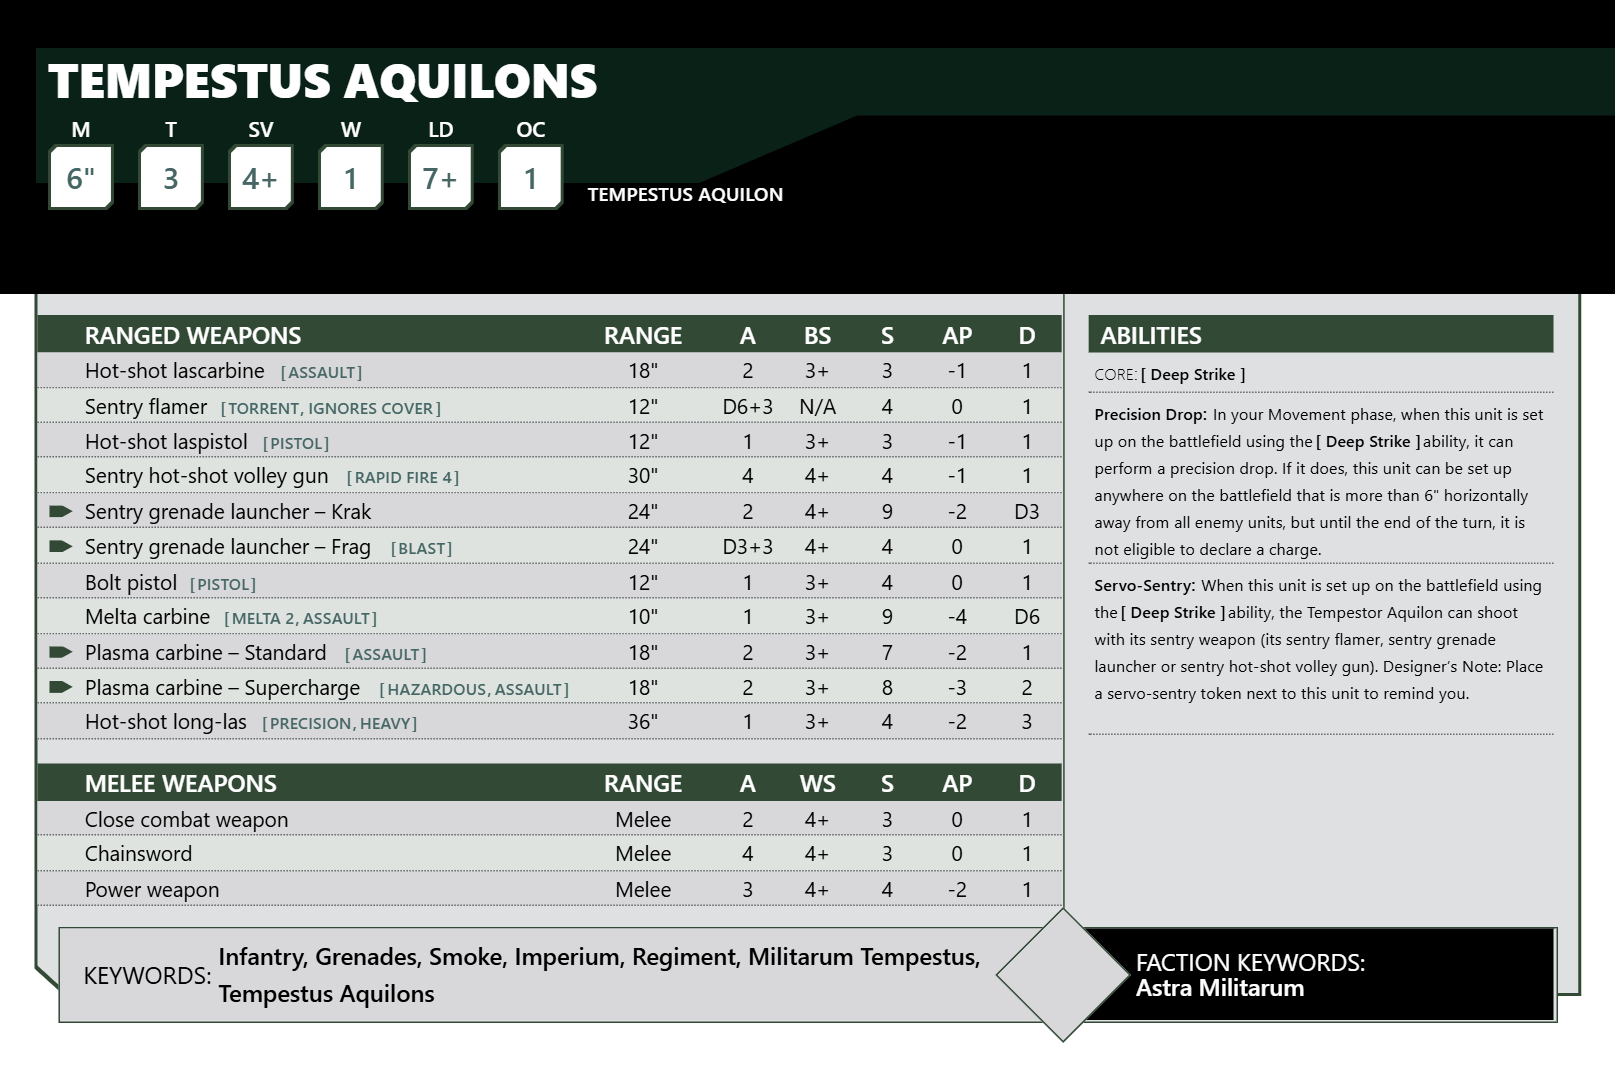 TEMPESTUS AQUILONS
M T SV W LD OC
6" 3 4+ 1 7+ 1
TEMPESTUS AQUILON
RANGED WEAPONS RANGE A BS S AP D
Hot-shot lascarbine [ASSAULT] 18" 2 3+ 3 -1 1
Sentry flamer [TORRENT, IGNORES COVER] 12" D6+3 N/A 4 0 1
Hot-shot laspistol [PISTOL] 12" 1 3+ 3 -1 1
Sentry hot-shot volley gun [RAPID FIRE 4] 30" 4 4+ 4 -1 1
Sentry grenade launcher – Krak 24" 2 4+ 9 -2 D3
Sentry grenade launcher – Frag [BLAST] 24" D3+3 4+ 4 0 1
Bolt pistol [PISTOL] 12" 1 3+ 4 0 1
Melta carbine [MELTA 2, ASSAULT] 10" 1 3+ 9 -4 D6
Plasma carbine – Standard [ASSAULT] 18" 2 3+ 7 -2 1
Plasma carbine – Supercharge [HAZARDOUS, ASSAULT] 18" 2 3+ 8 -3 2
Hot-shot long-las [PRECISION, HEAVY] 36" 1 3+ 4 -2 3
MELEE WEAPONS RANGE A WS S AP D
Close combat weapon Melee 2 4+ 3 0 1
Chainsword Melee 4 4+ 3 0 1
Power weapon Melee 3 4+ 4 -2 1
ABILITIES
CORE: [ Deep Strike ]
Precision Drop: In your Movement phase, when this unit is set
up on the battlefield using the [ Deep Strike ] ability, it can
perform a precision drop. If it does, this unit can be set up
anywhere on the battlefield that is more than 6" horizontally
away from all enemy units, but until the end of the turn, it is
not eligible to declare a charge.
Servo-Sentry: When this unit is set up on the battlefield using
the [ Deep Strike ] ability, the Tempestor Aquilon can shoot
with its sentry weapon (its sentry flamer, sentry grenade
launcher or sentry hot-shot volley gun). Designer's Note: Place
a servo-sentry token next to this unit to remind you.
KEYWORDS: Infantry, Grenades, Smoke, Imperium, Regiment, Militarum Tempestus,
Tempestus Aquilons
FACTION KEYWORDS:
Astra Militarum